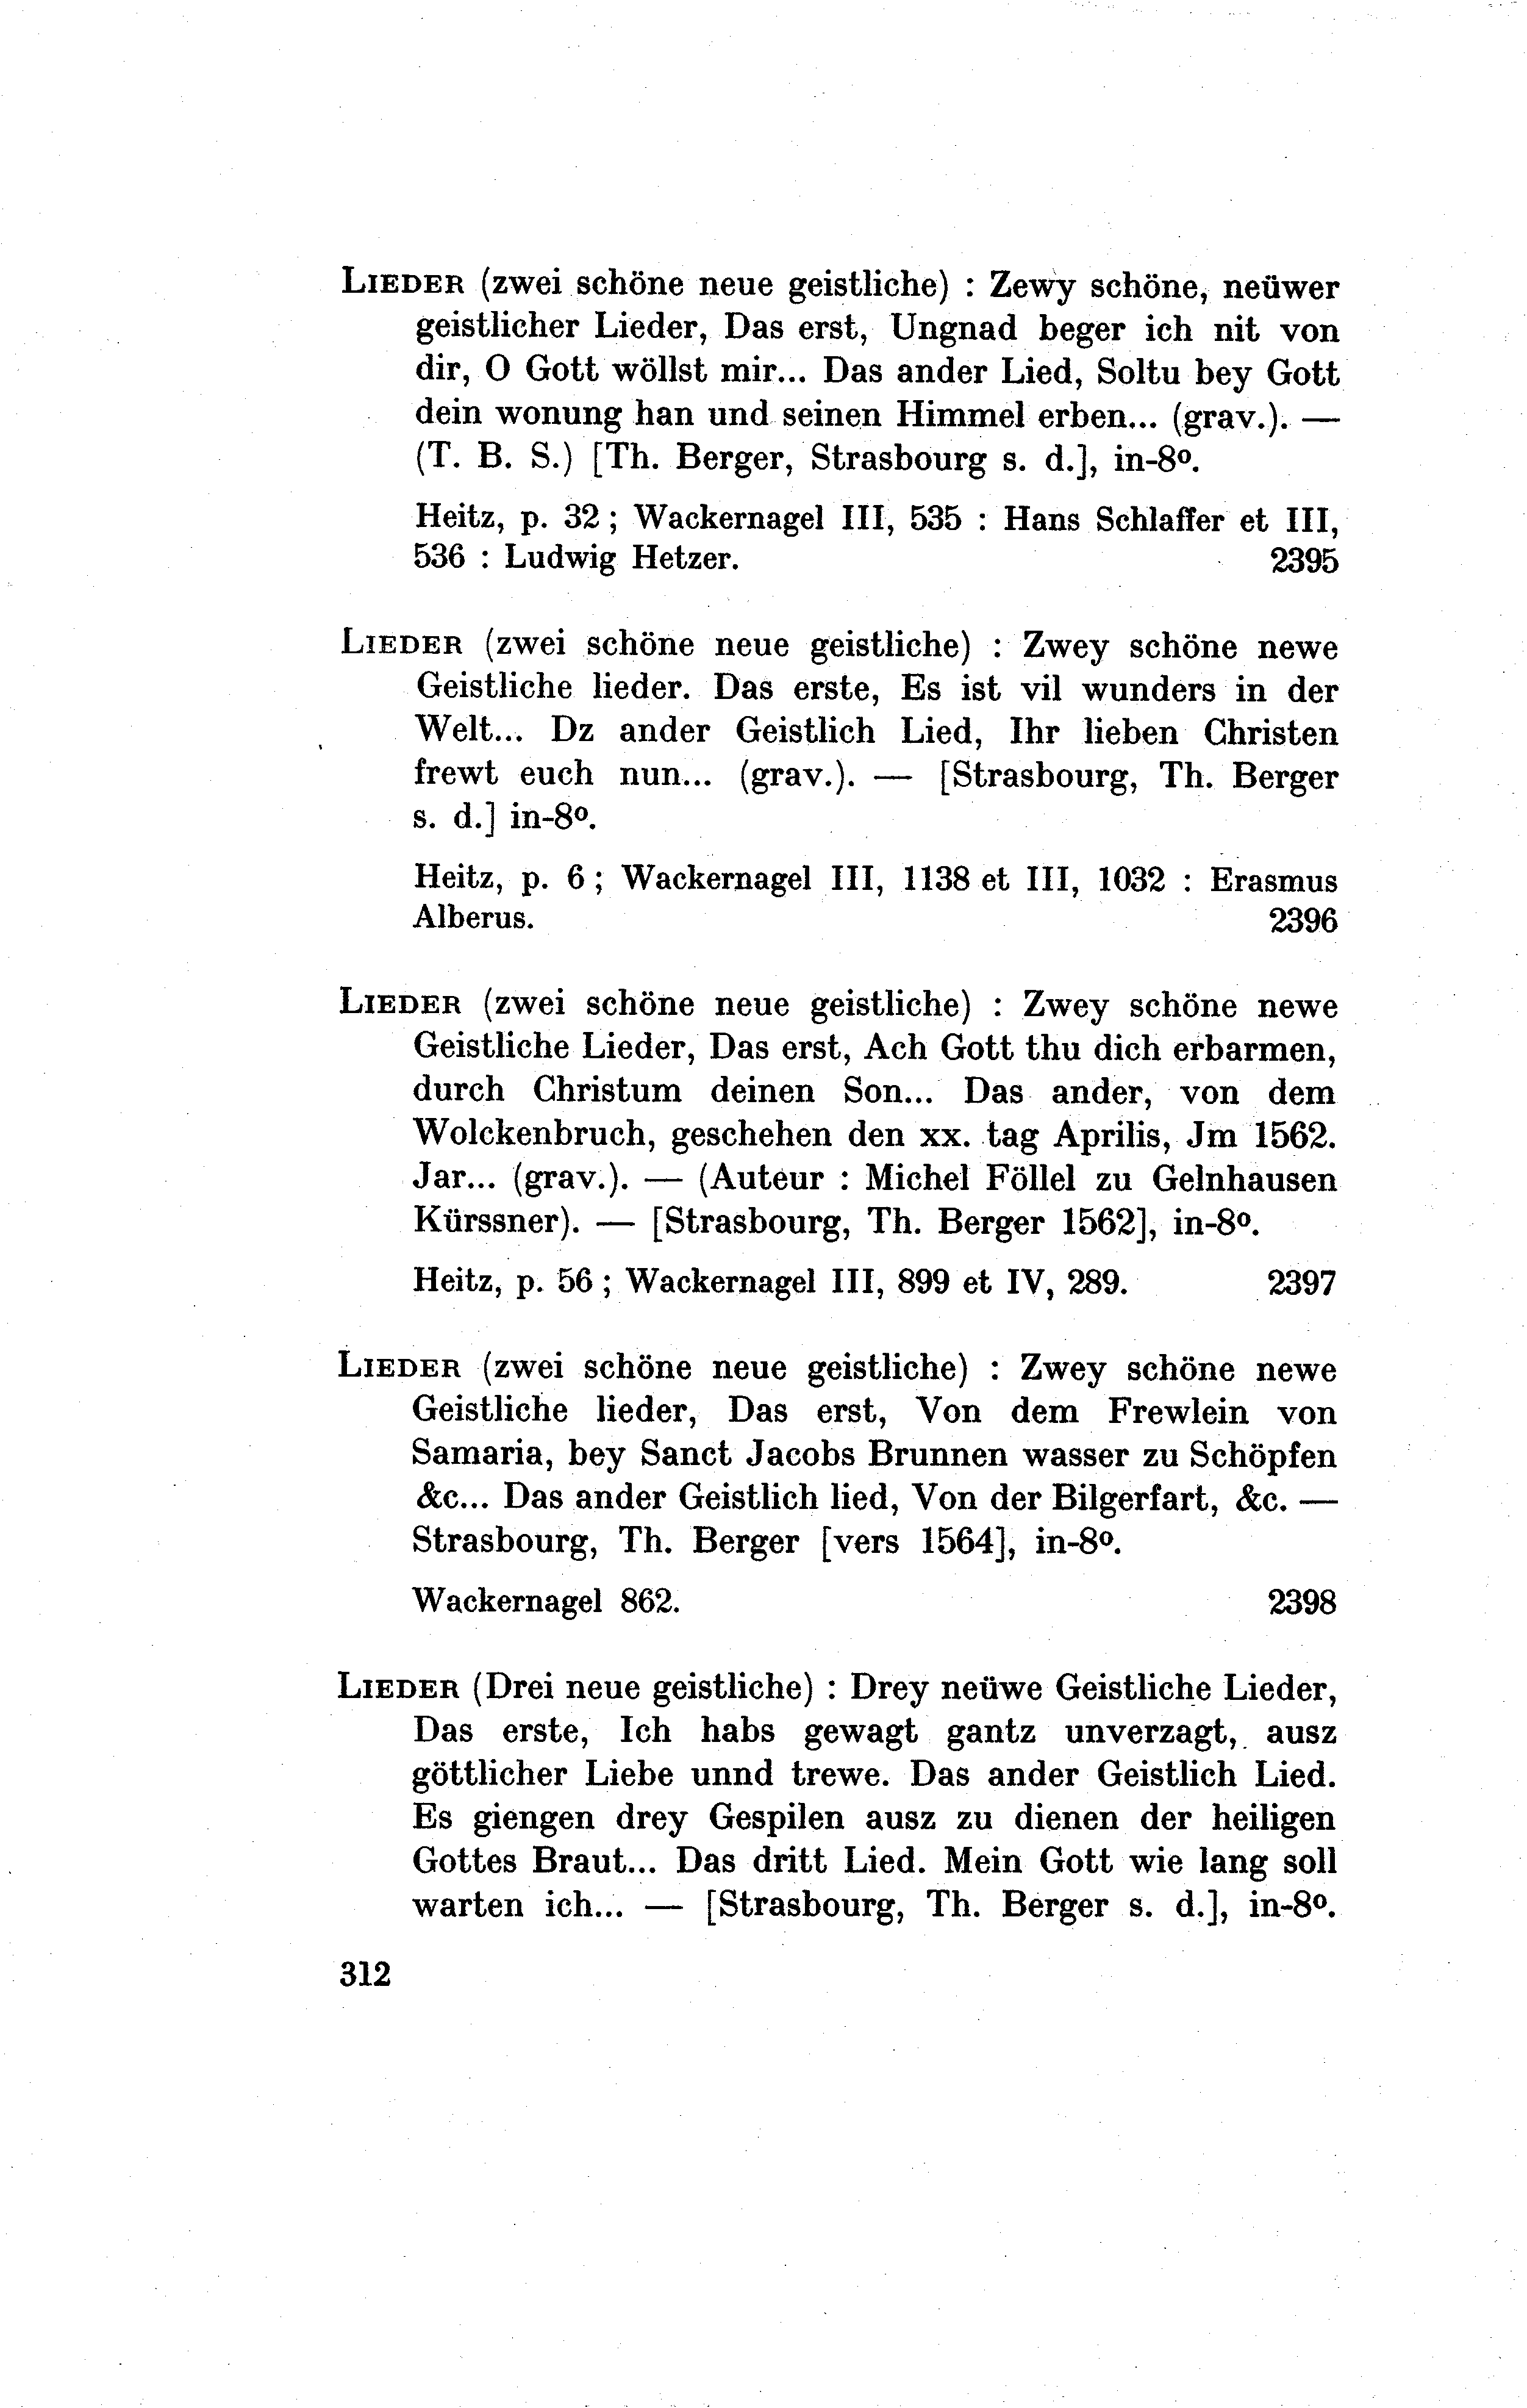 LIEDER (zwei schöne neue geistliche) : Zewy schöne, neüwer
geistlicher Lieder, Das erst, Ungnad beger ich nit von
dir, O Gott wöllst mir... Das ander Lied, Soltu bey Gott
dein wonung han und seinen Himmel erben... (grav.). —
(T. B. S.) [Th. Berger, Strasbourg s. d.], in-8º.
Heitz, p. 32 ; Wackernagel III, 535 : Hans Schlaffer et III,
536 : Ludwig Hetzer. 2395
LIEDER (zwei schöne neue geistliche) : Zwey schöne newe
Geistliche lieder. Das erste, Es ist vil wunders in der
Welt... Dz ander Geistlich Lied, Ihr lieben Christen
frewt euch nun... (grav.). — [Strasbourg, Th. Berger
s. d.] in-8º.
Heitz, p. 6 ; Wackernagel III, 1138 et III, 1032 : Erasmus
Alberus. 2396
LIEDER (zwei schöne neue geistliche) : Zwey schöne newe
Geistliche Lieder, Das erst, Ach Gott thu dich erbarmen,
durch Christum deinen Son... Das ander, von dem
Wolckenbruch, geschehen den xx. tag Aprilis, Jm 1562.
Jar... (grav.). — (Auteur : Michel Föllel zu Gelnhausen
Kürssner). — [Strasbourg, Th. Berger 1562], in-8º.
Heitz, p. 56 ; Wackernagel III, 899 et IV, 289. 2397
LIEDER (zwei schöne neue geistliche) : Zwey schöne newe
Geistliche lieder, Das erst, Von dem Frewlein von
Samaria, bey Sanct Jacobs Brunnen wasser zu Schöpfen
&c... Das ander Geistlich lied, Von der Bilgerfart, &c. —
Strasbourg, Th. Berger [vers 1564], in-8º.
Wackernagel 862. 2398
LIEDER (Drei neue geistliche) : Drey neüwe Geistliche Lieder,
Das erste, Ich habs gewagt gantz unverzagt, ausz
göttlicher Liebe unnd trewe. Das ander Geistlich Lied.
Es giengen drey Gespilen ausz zu dienen der heiligen
Gottes Braut... Das dritt Lied. Mein Gott wie lang soll
warten ich... — [Strasbourg, Th. Berger s. d.], in-8º.
312